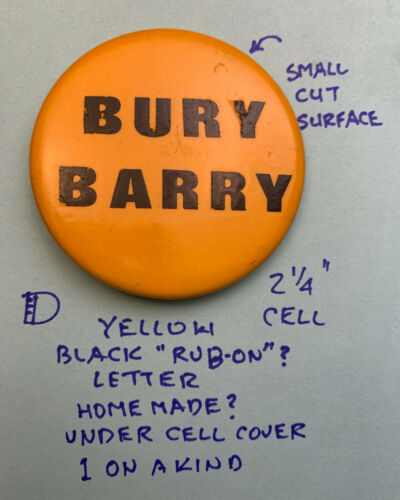 BURY
BARRY
SMALL
CUT
SURFACE
2 1/4"
CELL
D
YELLOW
BLACK "RUB-ON"?
LETTER
HOME MADE?
UNDER CELL COVER
1 ON A KIND